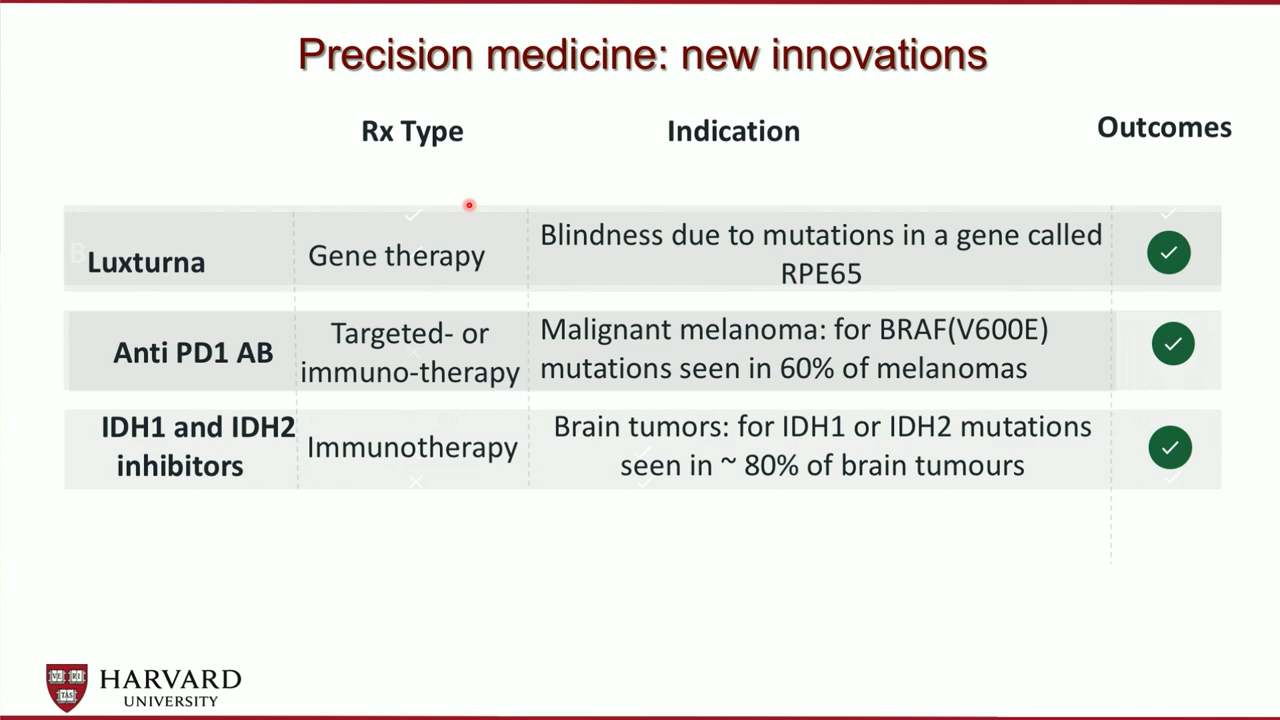 Precision medicine: new innovations
Rx Type
Indication
Outcomes
Luxturna
Gene therapy
Blindness due to mutations in a gene called
RPE65
Anti PD1 AB
Targeted- or
immuno-therapy
Malignant melanoma: for BRAF(V600E)
mutations seen in 60% of melanomas
IDH1 and IDH2
inhibitors
Immunotherapy
Brain tumors: for IDH1 or IDH2 mutations
seen in ~ 80% of brain tumours
VE RI
TAS
HARVARD
UNIVERSITY